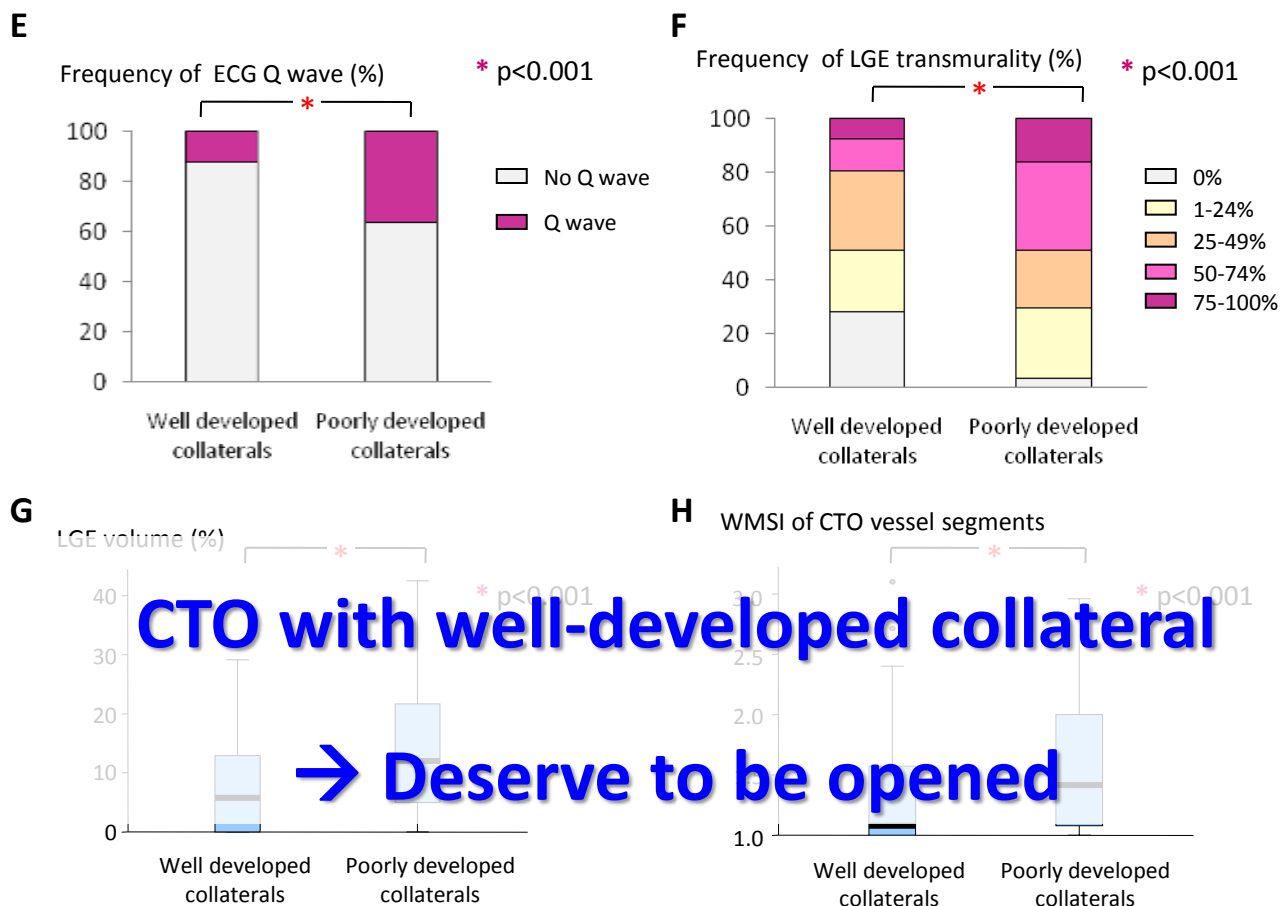 E
Frequency of ECG Q wave (%)
* p<0.001
*
100
80
60
40
20
0
No Q wave
Q wave
Well developed
collaterals
Poorly developed
collaterals
F
Frequency of LGE transmurality (%)
* p<0.001
*
100
80
60
40
20
0
0%
1-24%
25-49%
50-74%
75-100%
Well developed
collaterals
Poorly developed
collaterals
G
LGE volume (%)
*
* p<0.001
40
30
20
10
0
Well developed
collaterals
Poorly developed
collaterals
H
WMSI of CTO vessel segments
*
* p<0.001
3.0
2.5
2.0
1.0
Well developed
collaterals
Poorly developed
collaterals
CTO with well-developed collateral
→ Deserve to be opened